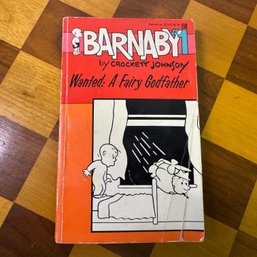 BARNABY #1
by CROCKETT JOHNSON
Wanted: A Fairy Godfather